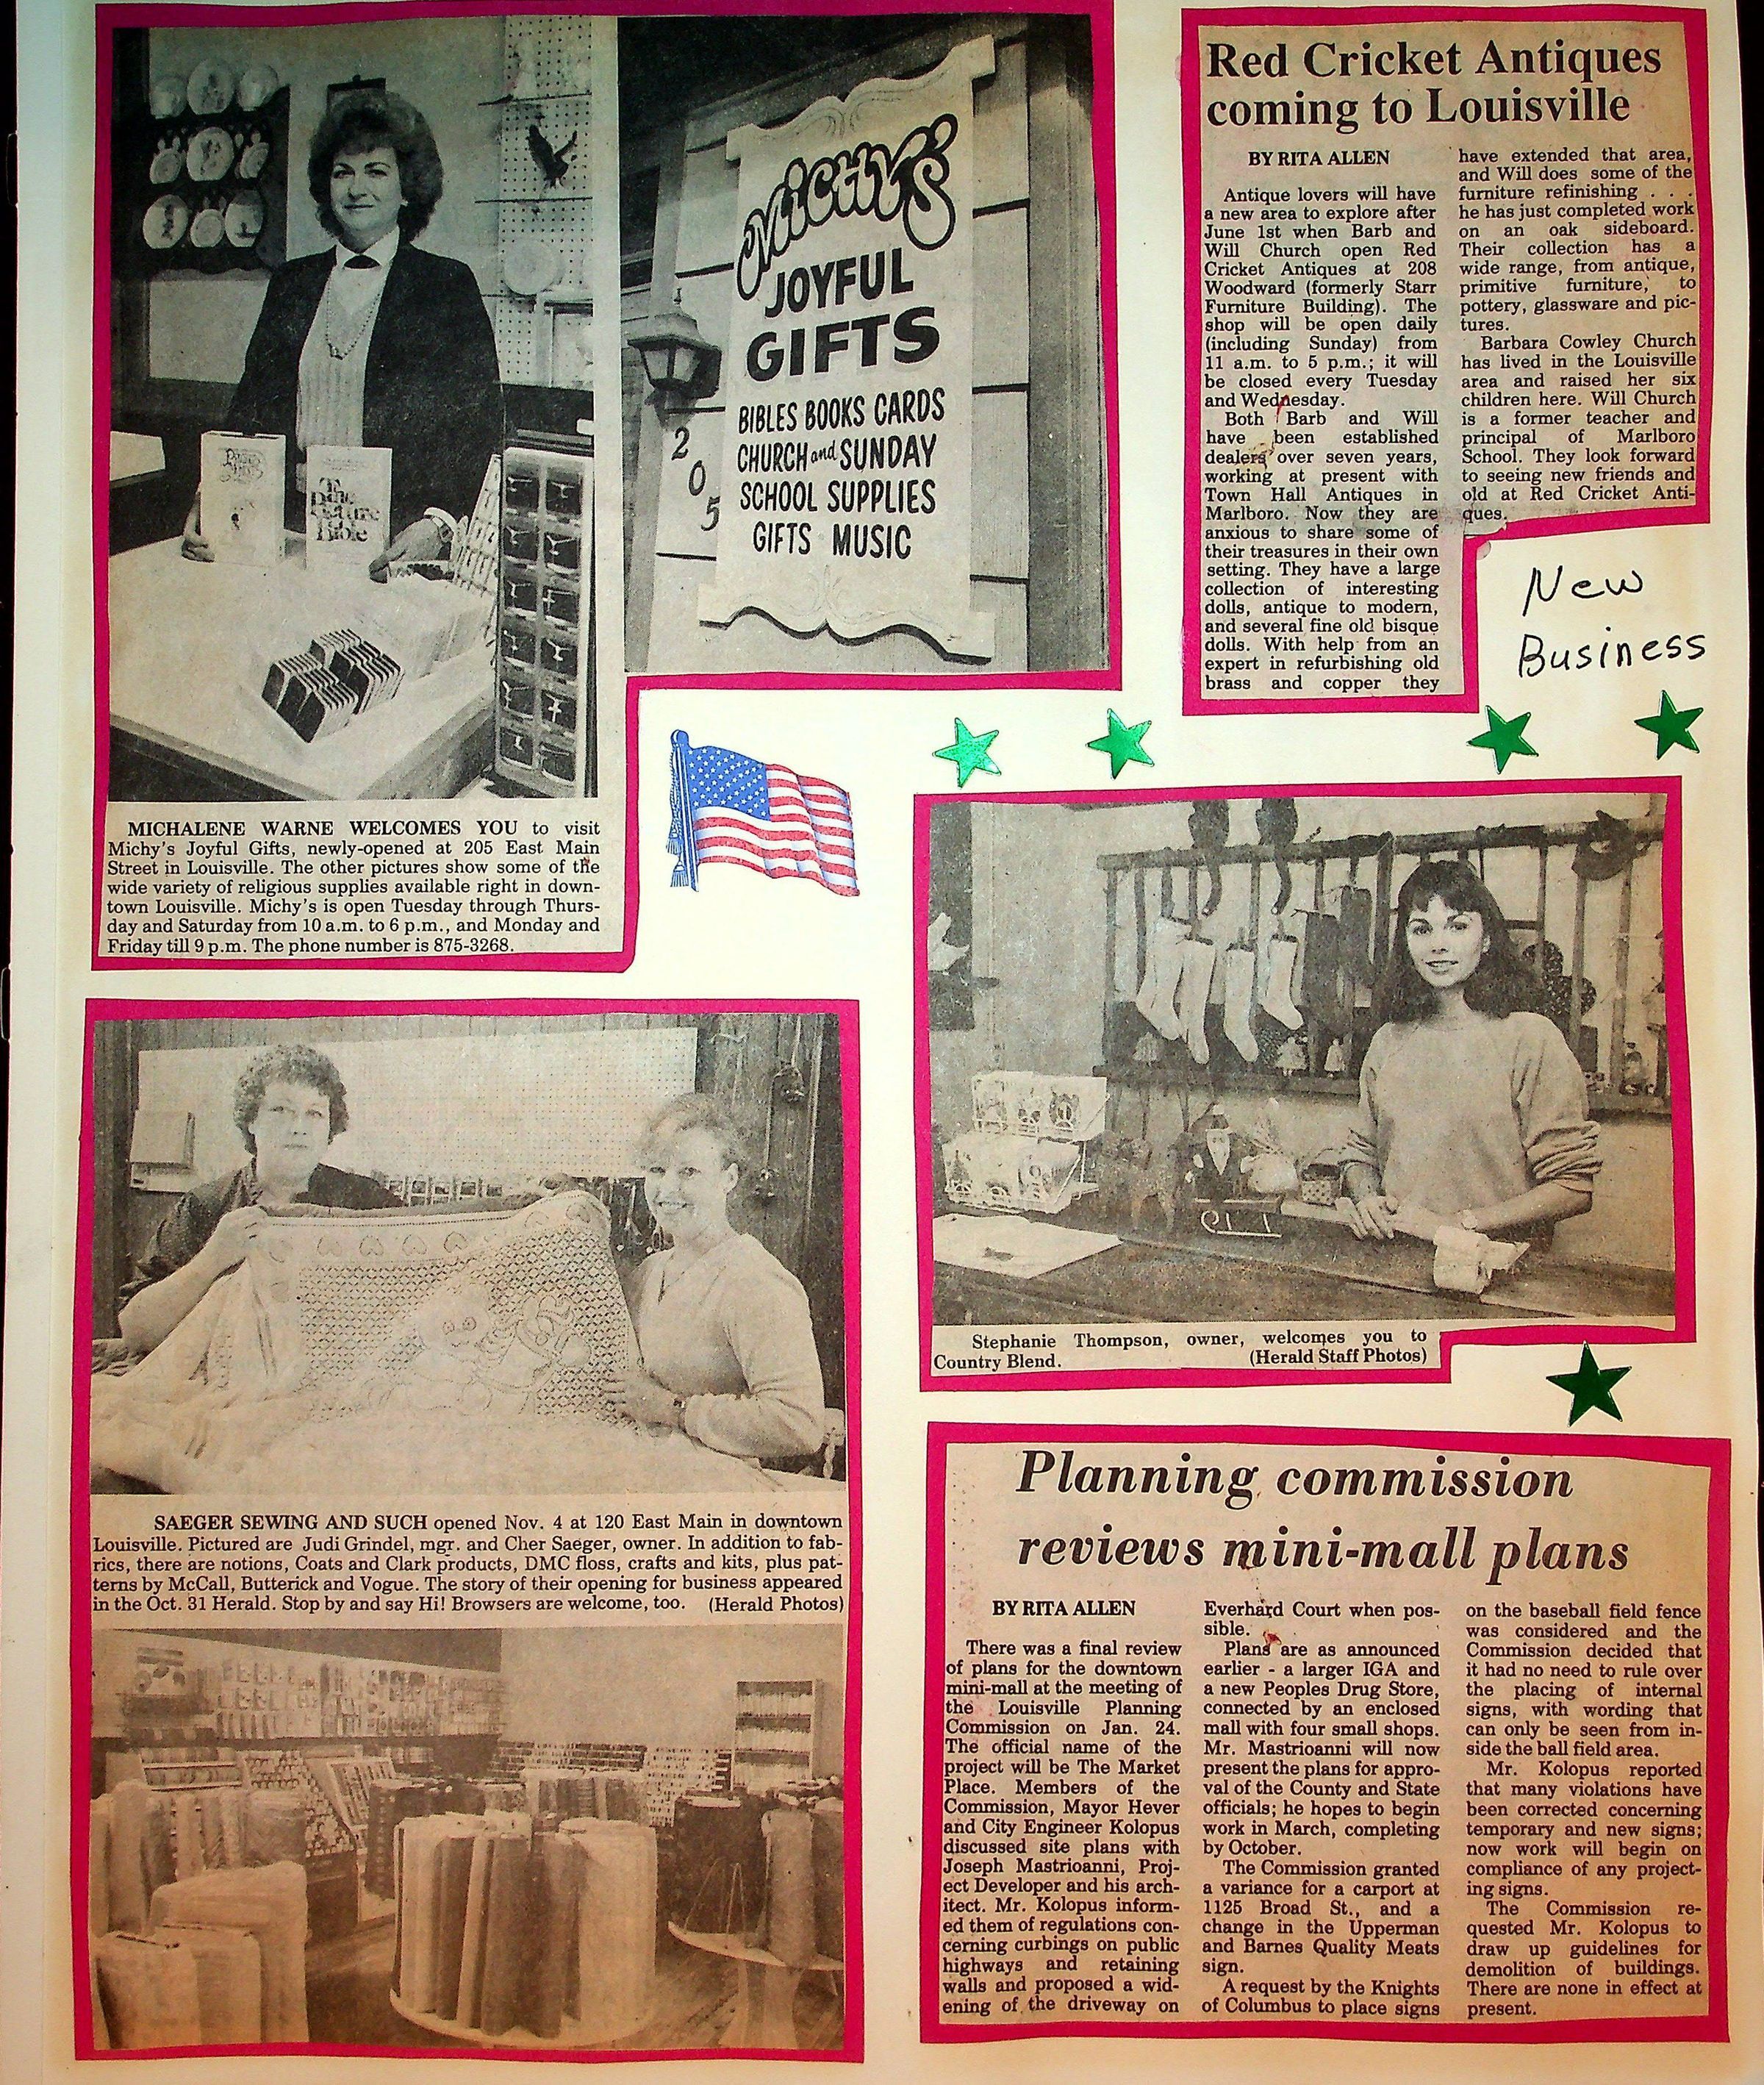 MICHY'S
JOYFUL
GIFTS
BIBLES BOOKS CARDS
CHURCH and SUNDAY
SCHOOL SUPPLIES
GIFTS MUSIC
205
The
Picture
Bible
MICHALENE WARNE WELCOMES YOU to visit
Michy's Joyful Gifts, newly-opened at 205 East Main
Street in Louisville. The other pictures show some of the
wide variety of religious supplies available right in down-
town Louisville. Michy's is open Tuesday through Thurs-
day and Saturday from 10 a.m. to 6 p.m., and Monday and
Friday till 9 p.m. The phone number is 875-3268.
Red Cricket Antiques
coming to Louisville
BY RITA ALLEN
Antique lovers will have
a new area to explore after
June 1st when Barb and
Will Church open Red
Cricket Antiques at 208
Woodward (formerly Starr
Furniture Building). The
shop will be open daily
(including Sunday) from
11 a.m. to 5 p.m.; it will
be closed every Tuesday
and Wednesday.
Both Barb and Will
have been established
dealers over seven years,
working at present with
Town Hall Antiques in
Marlboro. Now they are
anxious to share some of
their treasures in their own
setting. They have a large
collection of interesting
dolls, antique to modern,
and several fine old bisque
dolls. With help from an
expert in refurbishing old
brass and copper they
have extended that area,
and Will does some of the
furniture refinishing . . .
he has just completed work
on an oak sideboard.
Their collection has a
wide range, from antique,
primitive furniture, to
pottery, glassware and pic-
tures.
Barbara Cowley Church
has lived in the Louisville
area and raised her six
children here. Will Church
is a former teacher and
principal of Marlboro
School. They look forward
to seeing new friends and
old at Red Cricket Anti-
ques.
New
Business
Stephanie Thompson, owner, welcomes you to
Country Blend. (Herald Staff Photos)
SAEGER SEWING AND SUCH opened Nov. 4 at 120 East Main in downtown
Louisville. Pictured are Judi Grindel, mgr. and Cher Saeger, owner. In addition to fab-
rics, there are notions, Coats and Clark products, DMC floss, crafts and kits, plus pat-
terns by McCall, Butterick and Vogue. The story of their opening for business appeared
in the Oct. 31 Herald. Stop by and say Hi! Browsers are welcome, too. (Herald Photos)
Planning commission
reviews mini-mall plans
BY RITA ALLEN
There was a final review
of plans for the downtown
mini-mall at the meeting of
the Louisville Planning
Commission on Jan. 24.
The official name of the
project will be The Market
Place. Members of the
Commission, Mayor Hever
and City Engineer Kolopus
discussed site plans with
Joseph Mastrioanni, Proj-
ect Developer and his arch-
itect. Mr. Kolopus inform-
ed them of regulations con-
cerning curbings on public
highways and retaining
walls and proposed a wid-
ening of the driveway on
Everhard Court when pos-
sible.
Plans are as announced
earlier - a larger IGA and
a new Peoples Drug Store,
connected by an enclosed
mall with four small shops.
Mr. Mastrioanni will now
present the plans for appro-
val of the County and State
officials; he hopes to begin
work in March, completing
by October.
The Commission granted
a variance for a carport at
1125 Broad St., and a
change in the Upperman
and Barnes Quality Meats
sign.
A request by the Knights
of Columbus to place signs
on the baseball field fence
was considered and the
Commission decided that
it had no need to rule over
the placing of internal
signs, with wording that
can only be seen from in-
side the ball field area.
Mr. Kolopus reported
that many violations have
been corrected concerning
temporary and new signs;
now work will begin on
compliance of any project-
ing signs.
The Commission re-
quested Mr. Kolopus to
draw up guidelines for
demolition of buildings.
There are none in effect at
present.